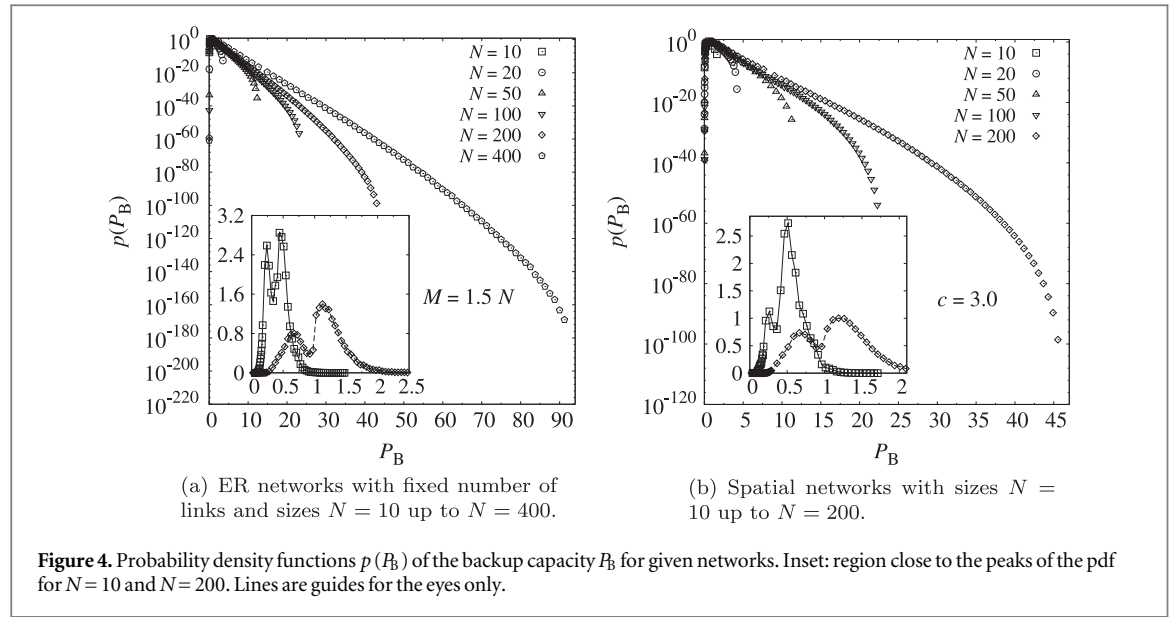 10^0
10^-20
10^-40
10^-60
10^-80
10^-100
10^-120
10^-140
10^-160
10^-180
10^-200
10^-220
p(P_B)
N = 10
N = 20
N = 50
N = 100
N = 200
N = 400
M = 1.5 N
3.2
2.4
1.6
0.8
0
0 0.5 1 1.5 2 2.5
0 10 20 30 40 50 60 70 80 90
P_B
(a) ER networks with fixed number of
links and sizes N = 10 up to N = 400.
10^0
10^-20
10^-40
10^-60
10^-80
10^-100
10^-120
p(P_B)
N = 10
N = 20
N = 50
N = 100
N = 200
c = 3.0
2.5
2
1.5
1
0.5
0
0 0.5 1 1.5 2
0 5 10 15 20 25 30 35 40 45
P_B
(b) Spatial networks with sizes N =
10 up to N = 200.
Figure 4. Probability density functions p (P_B) of the backup capacity P_B for given networks. Inset: region close to the peaks of the pdf
for N = 10 and N = 200. Lines are guides for the eyes only.